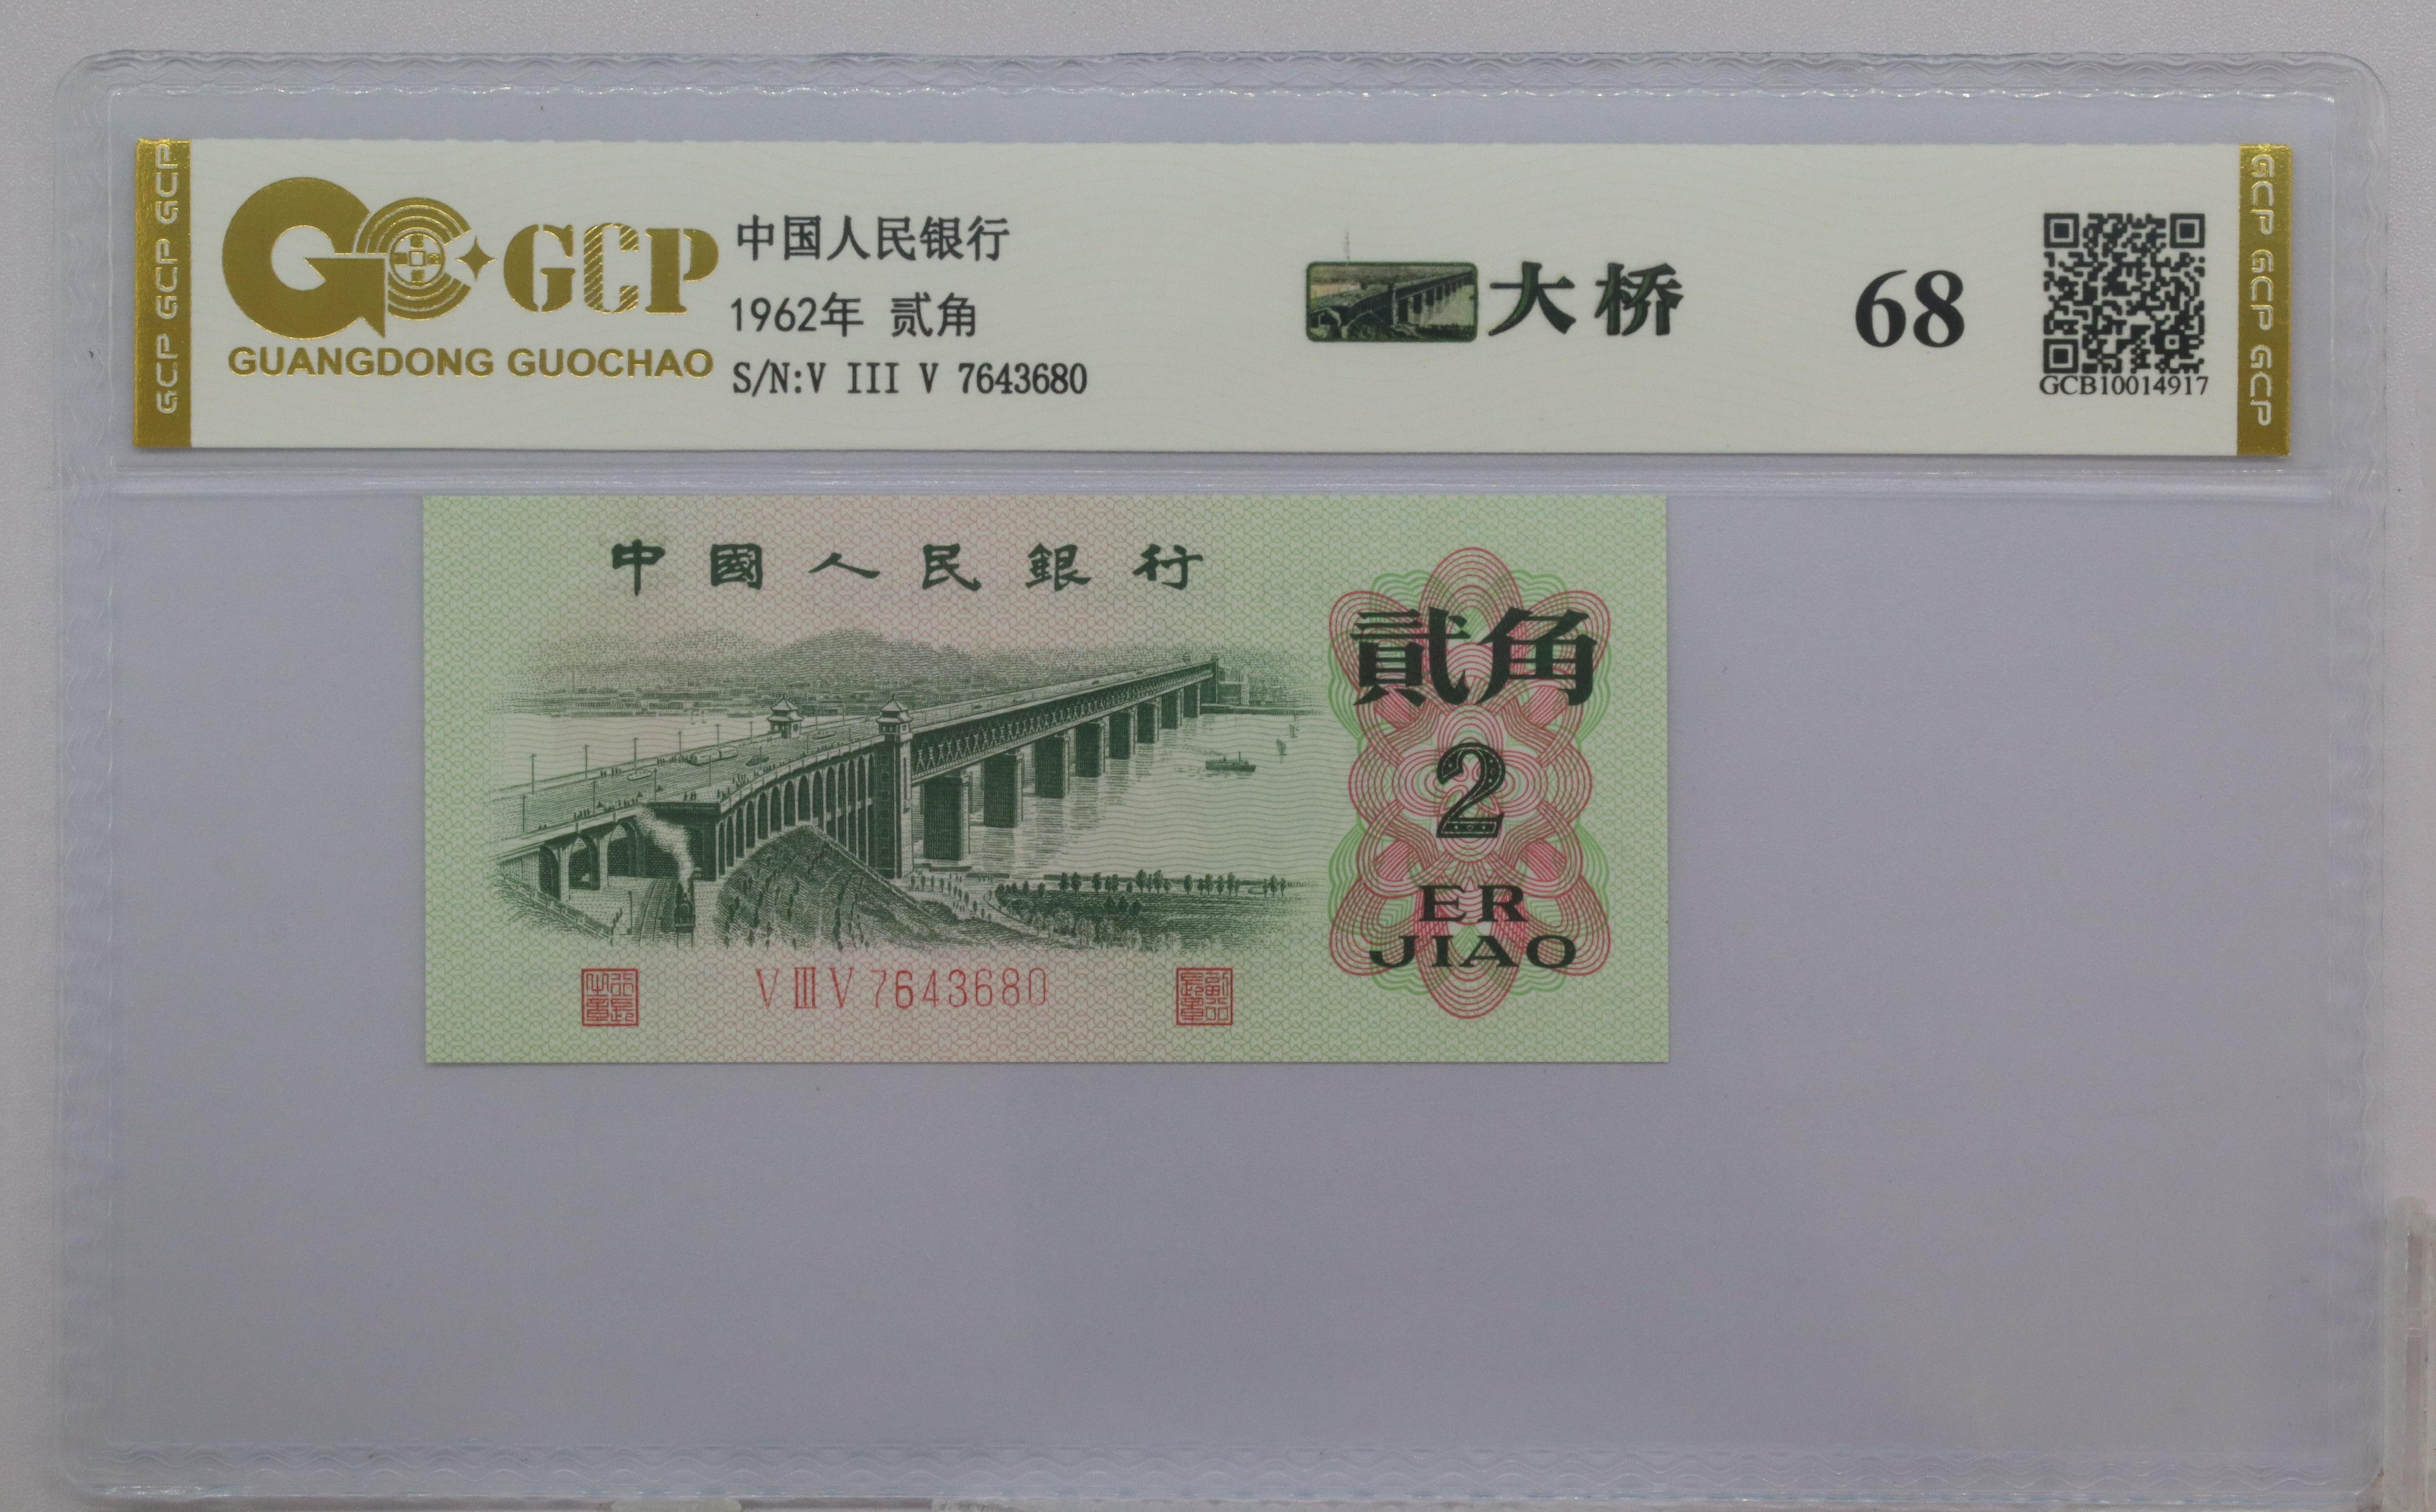 GCP GCP GCP
GCP
GUANGDONG GUOCHAO
中国人民银行
1962年 贰角
S/N:V III V 7643680
大桥
68
GCB10014917
GCP GCP GCP
中國人民銀行
貳角
2
ER
JIAO
V III V 7643680